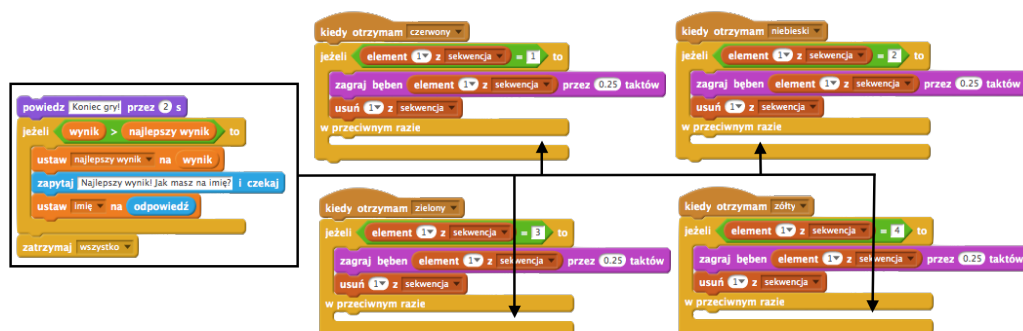 powiedz Koniec gry! przez 2 s
jeżeli wynik > najlepszy wynik to
ustaw najlepszy wynik na wynik
zapytaj Najlepszy wynik! Jak masz na imię? i czekaj
ustaw imię na odpowiedź
zatrzymaj wszystko
kiedy otrzymam czerwony
jeżeli element 1 z sekwencja = 1 to
zagraj bęben element 1 z sekwencja przez 0.25 taktów
usuń 1 z sekwencja
w przeciwnym razie
kiedy otrzymam niebieski
jeżeli element 1 z sekwencja = 2 to
zagraj bęben element 1 z sekwencja przez 0.25 taktów
usuń 1 z sekwencja
w przeciwnym razie
kiedy otrzymam zielony
jeżeli element 1 z sekwencja = 3 to
zagraj bęben element 1 z sekwencja przez 0.25 taktów
usuń 1 z sekwencja
w przeciwnym razie
kiedy otrzymam żółty
jeżeli element 1 z sekwencja = 4 to
zagraj bęben element 1 z sekwencja przez 0.25 taktów
usuń 1 z sekwencja
w przeciwnym razie